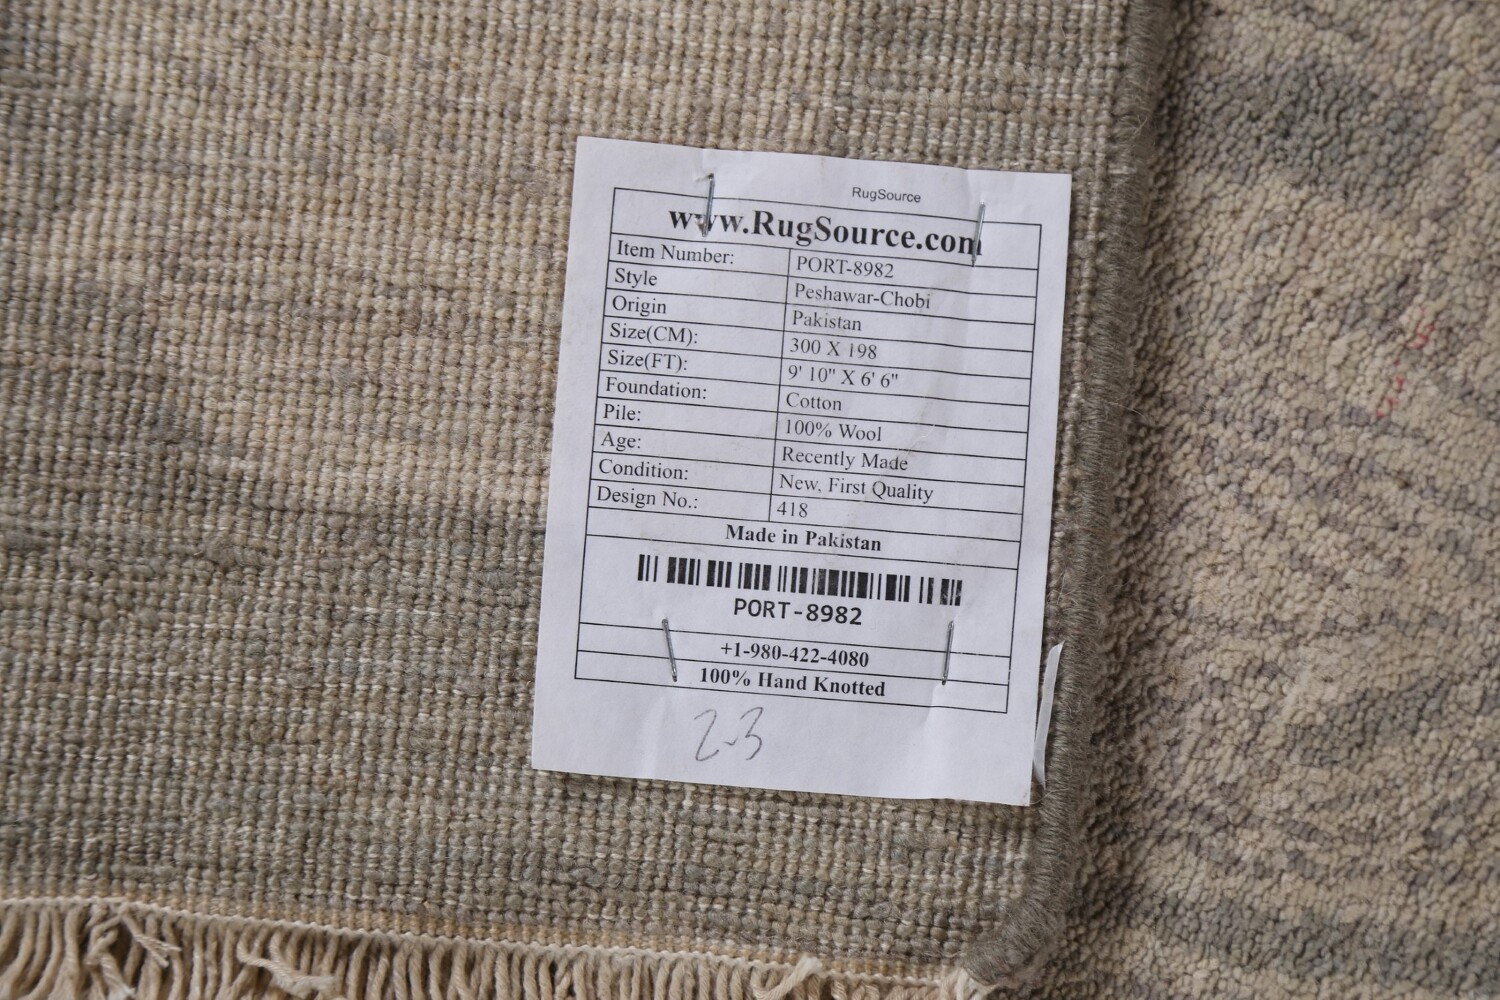 RugSource
www.RugSource.com
Item Number: PORT-8982
Style Peshawar-Chobi
Origin Pakistan
Size(CM): 300 X 198
Size(FT): 9' 10" X 6' 6"
Foundation: Cotton
Pile: 100% Wool
Age: Recently Made
Condition: New, First Quality
Design No.: 418
Made in Pakistan
PORT-8982
+1-980-422-4080
100% Hand Knotted
2-3